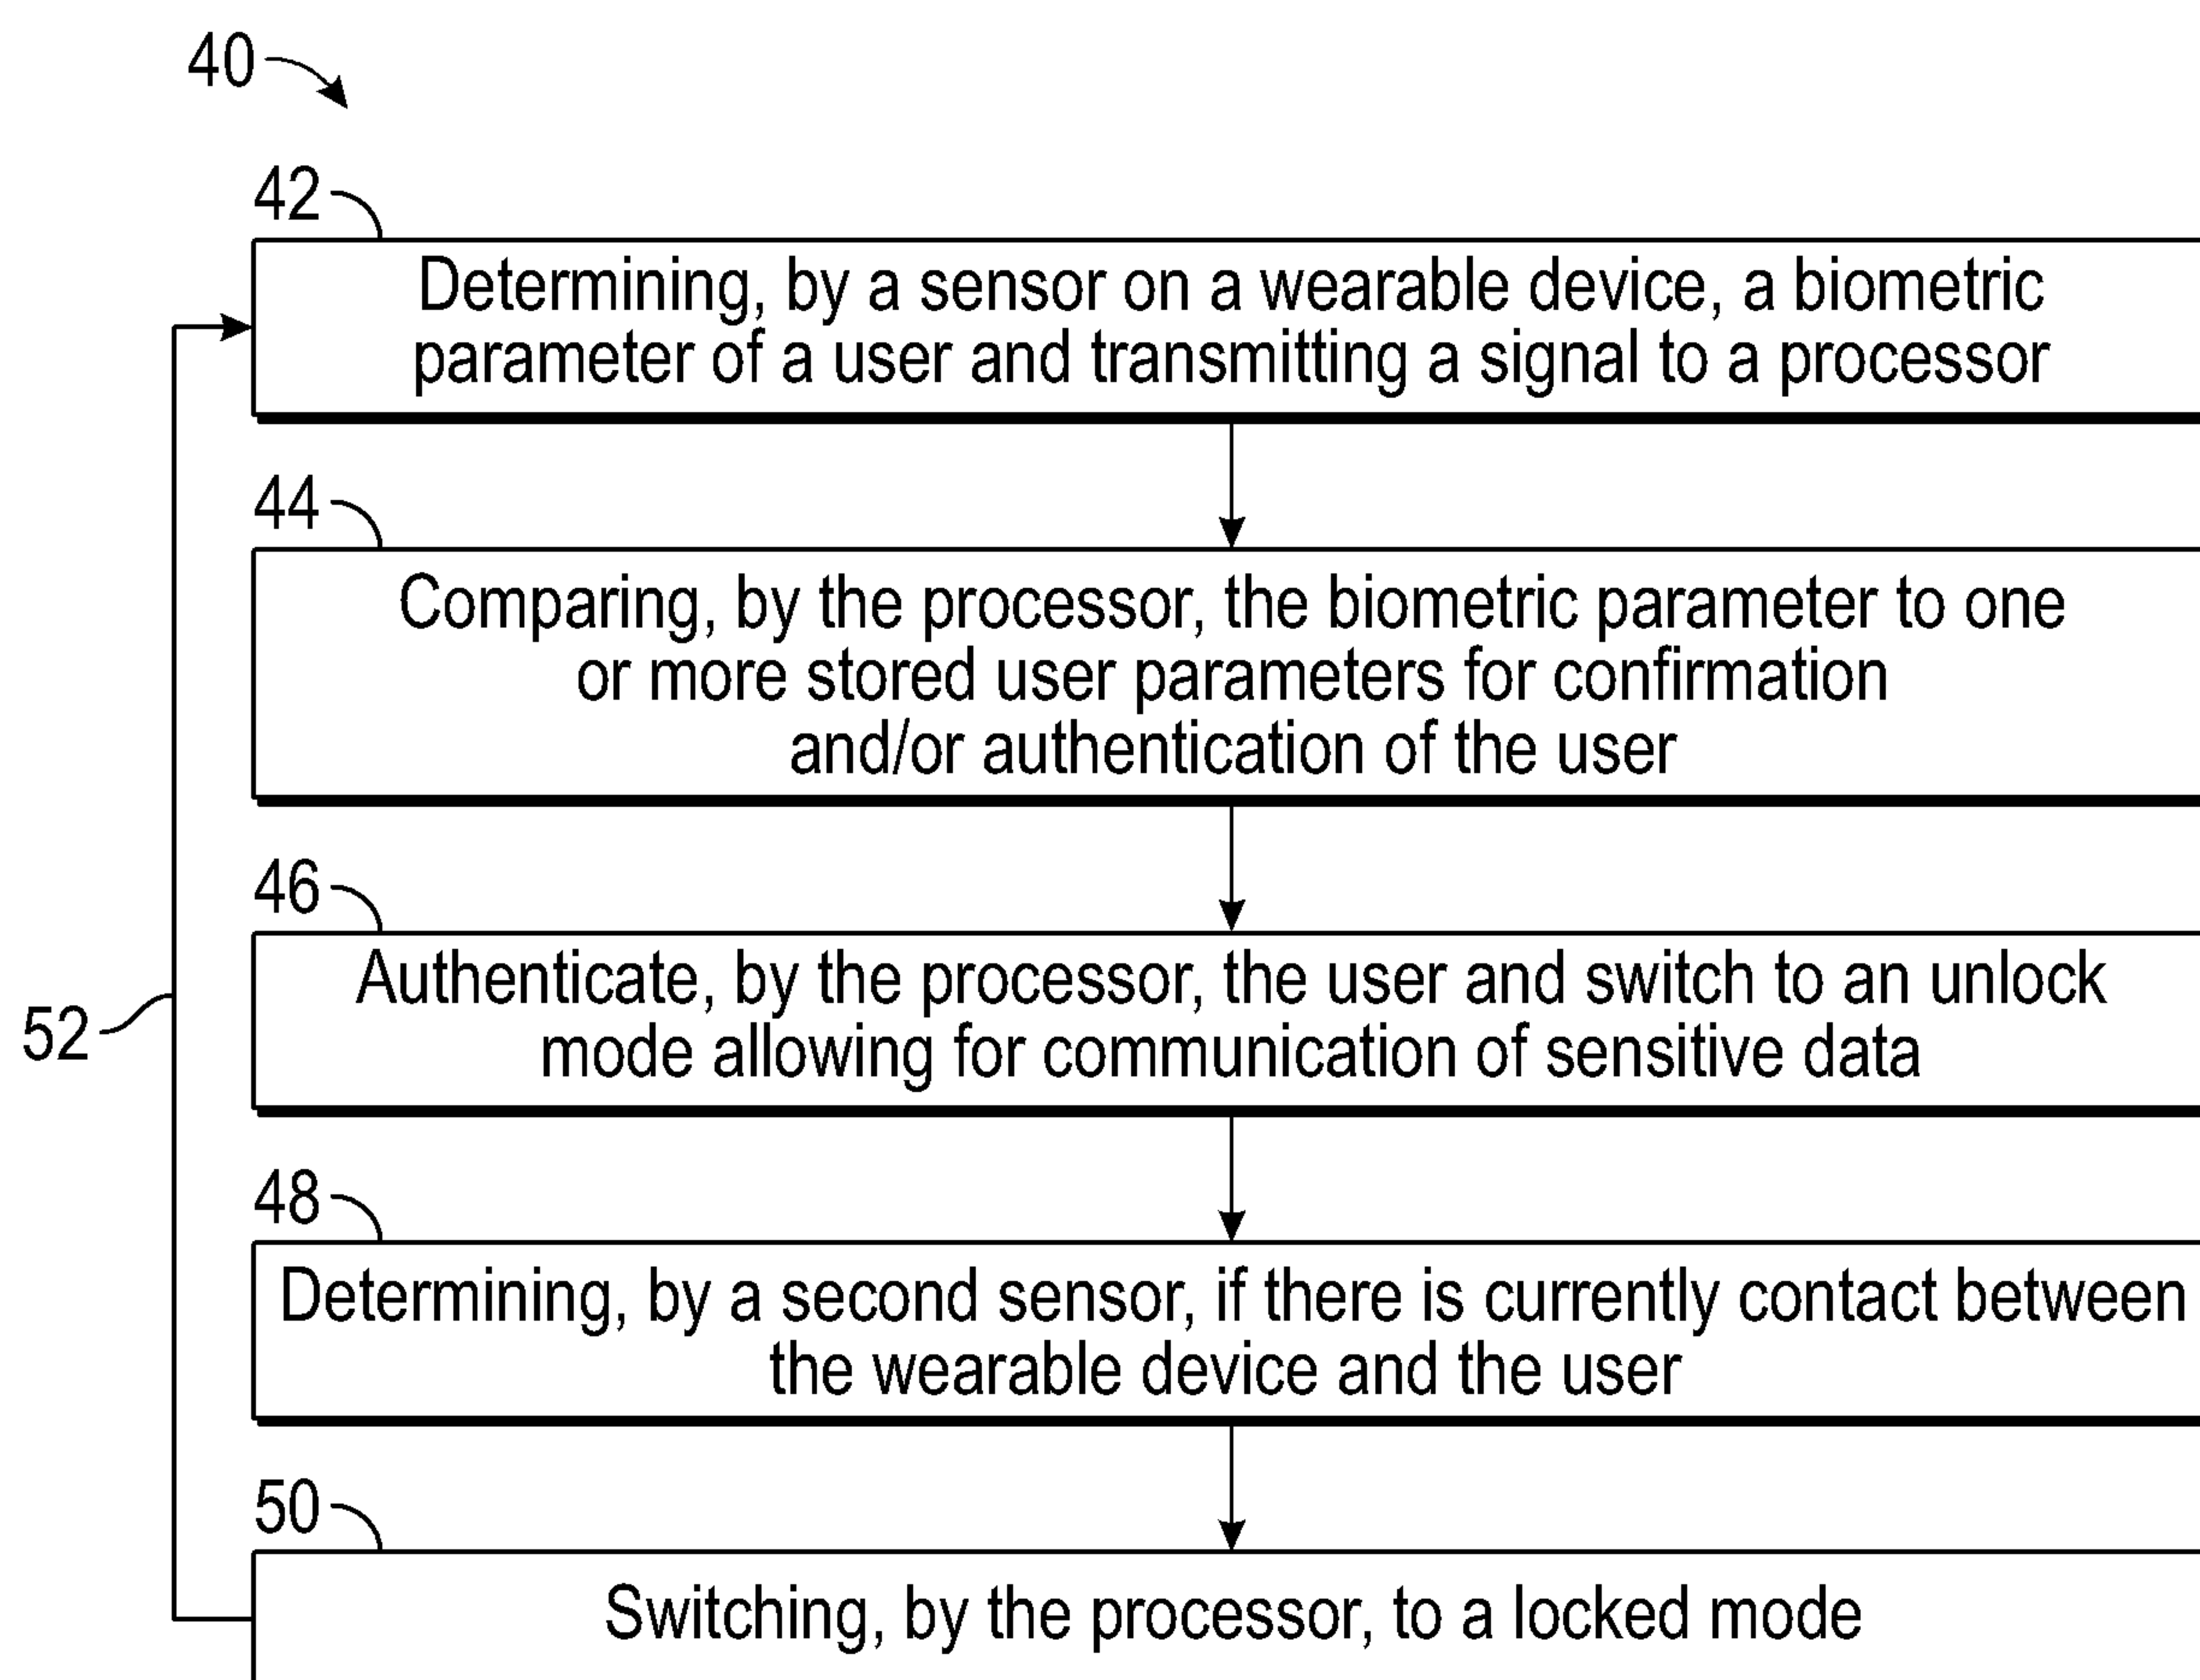 40
42
Determining, by a sensor on a wearable device, a biometric
parameter of a user and transmitting a signal to a processor
44
Comparing, by the processor, the biometric parameter to one
or more stored user parameters for confirmation
and/or authentication of the user
46
Authenticate, by the processor, the user and switch to an unlock
mode allowing for communication of sensitive data
52
48
Determining, by a second sensor, if there is currently contact between
the wearable device and the user
50
Switching, by the processor, to a locked mode